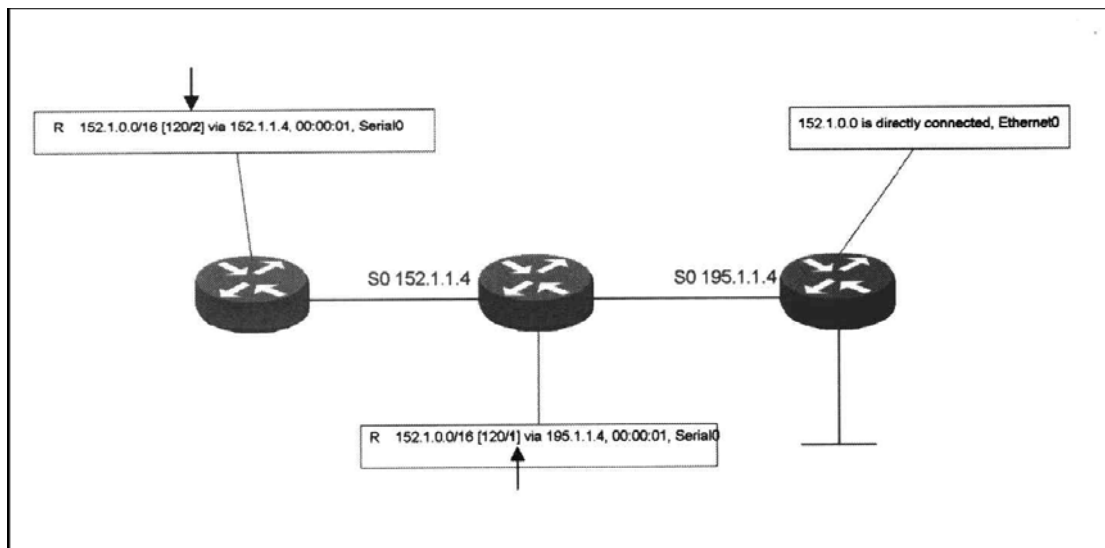 R 152.1.0.0/16 [120/2] via 152.1.1.4, 00:00:01, Serial0
152.1.0.0 is directly connected, Ethernet0
S0 152.1.1.4
S0 195.1.1.4
R 152.1.0.0/16 [120/1] via 195.1.1.4, 00:00:01, Serial0